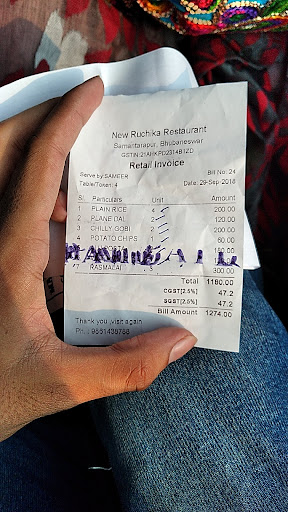 New Ruchika Restaurant
Samantarapur, Bhubaneswar
Retail Invoice
Serve by SAMEER
Bill No: 24
Table/Token: 4
Date: 29-Sep-2018
S. Particulars Unit Amount
1 PLAIN RICE 200.00
2 PLANE DAL 120.00
3 CHILLY GOBI 2 200.00
4 POTATO CHIPS 1 60.00
7 RASMALAI 300.00
Total 1180.00
CGST[2.5%] 47.2
SGST[2.5%] 47.2
Bill Amount 1274.00
Thank you ,visit again